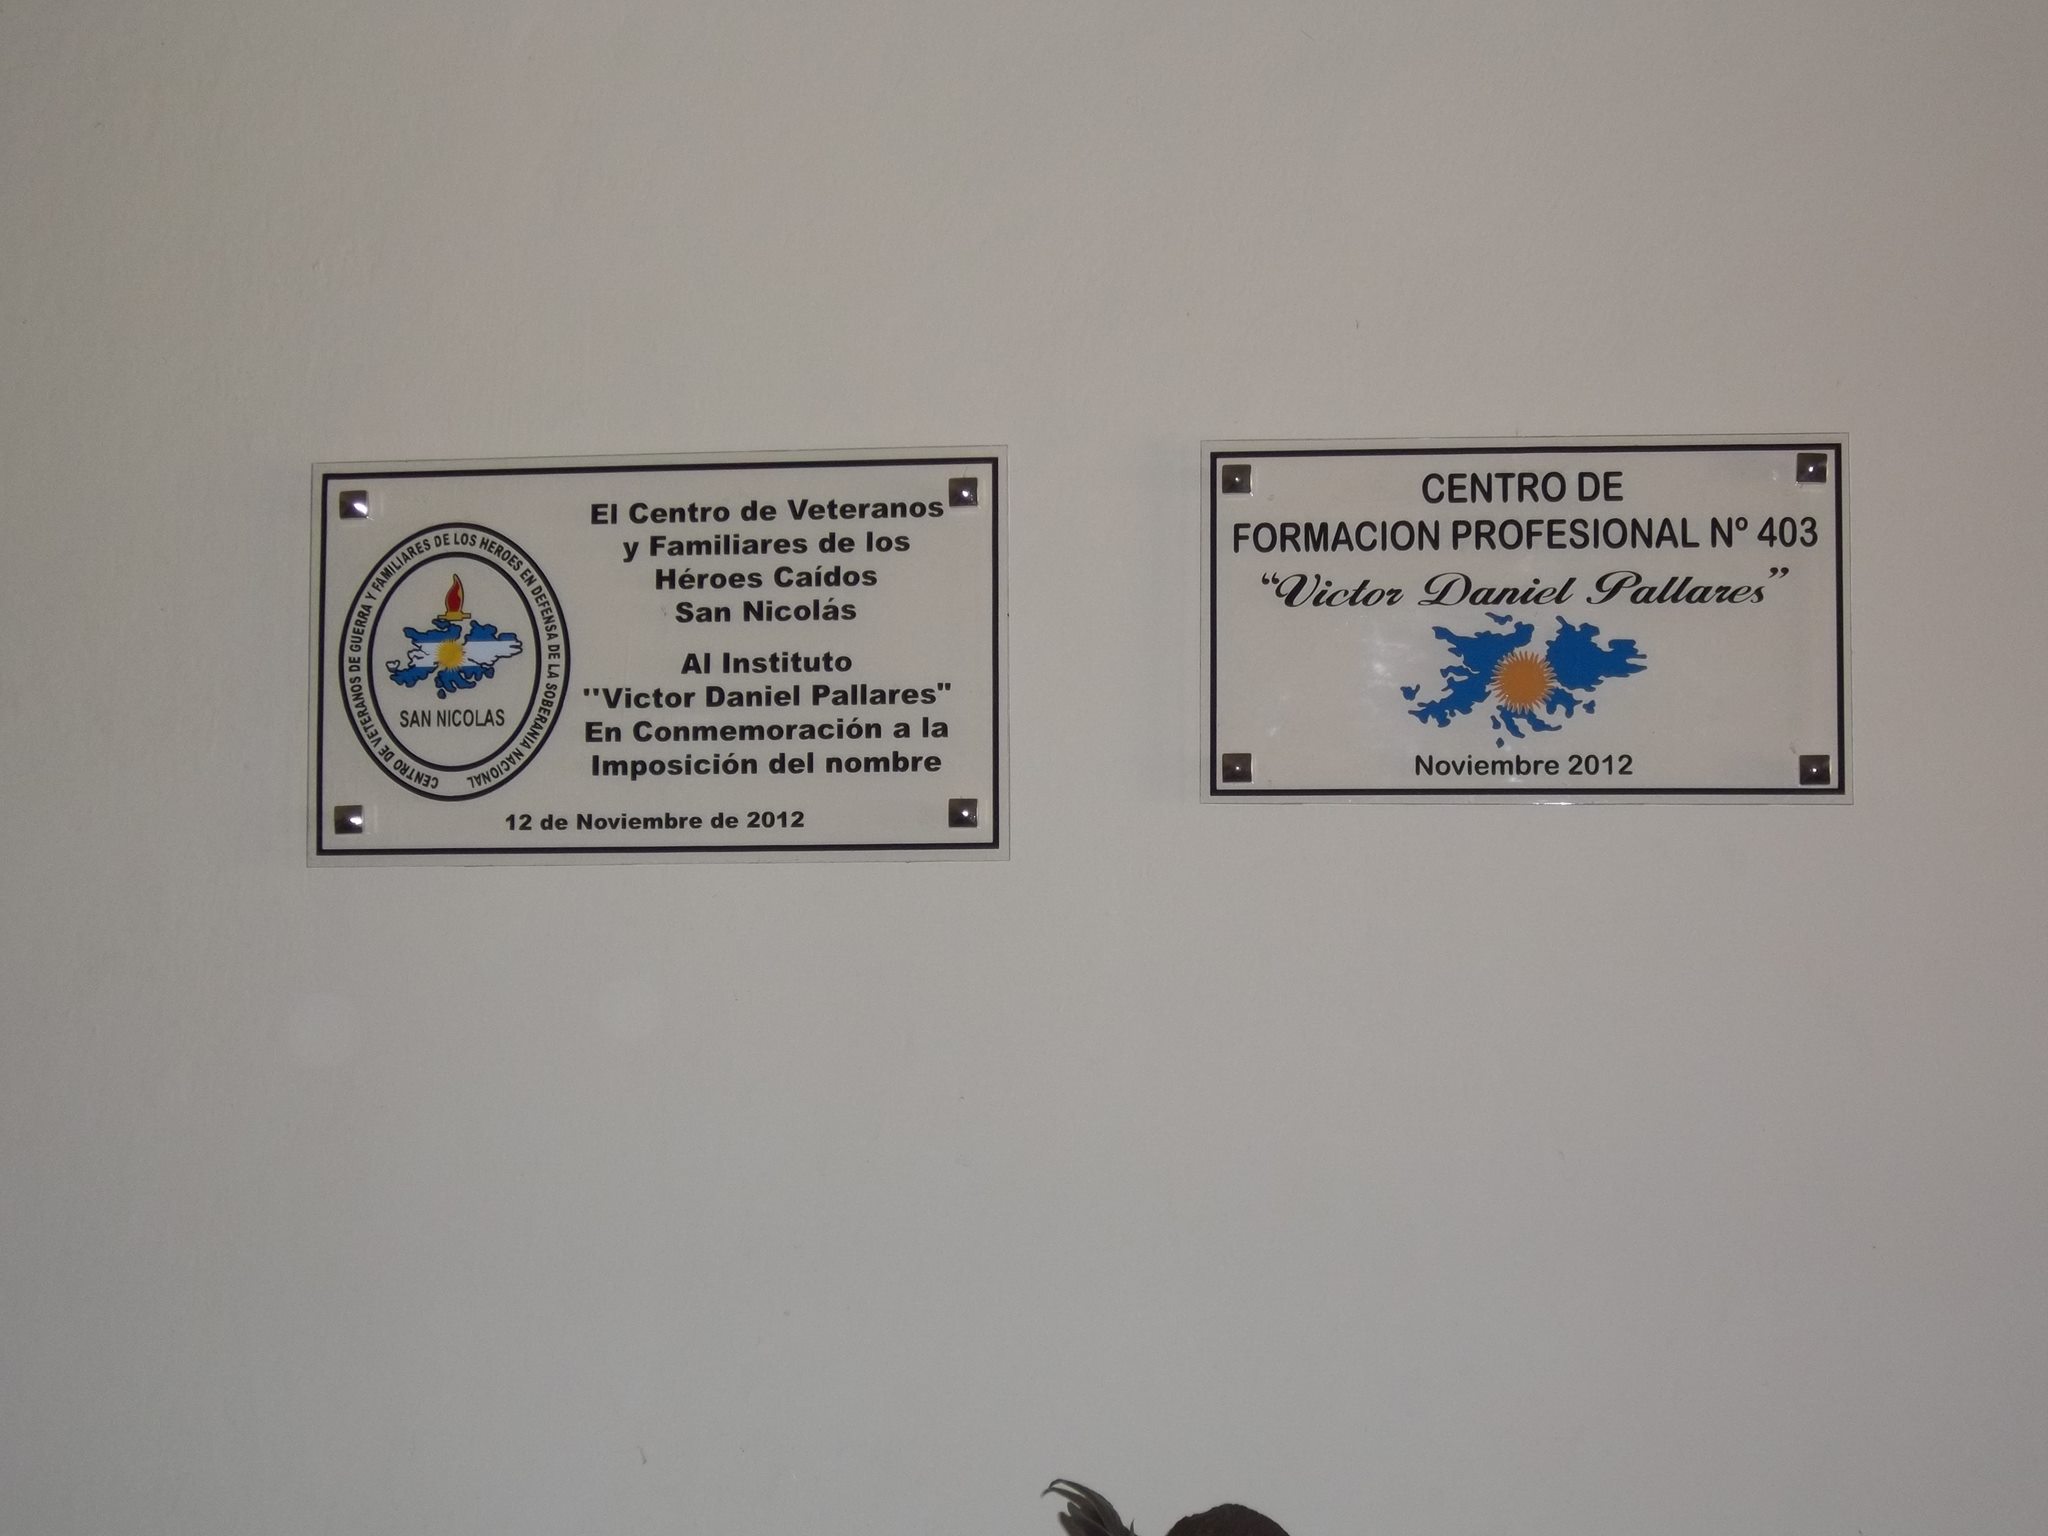 CENTRO DE VETERANOS DE GUERRA Y FAMILIARES DE LOS HEROES EN DEFENSA DE LA SOBERANIA NACIONAL
SAN NICOLAS
El Centro de Veteranos
y Familiares de los
Héroes Caídos
San Nicolás
Al Instituto
''Victor Daniel Pallares"
En Conmemoración a la
Imposición del nombre
12 de Noviembre de 2012
CENTRO DE
FORMACION PROFESIONAL Nº 403
“Victor Daniel Pallares”
Noviembre 2012